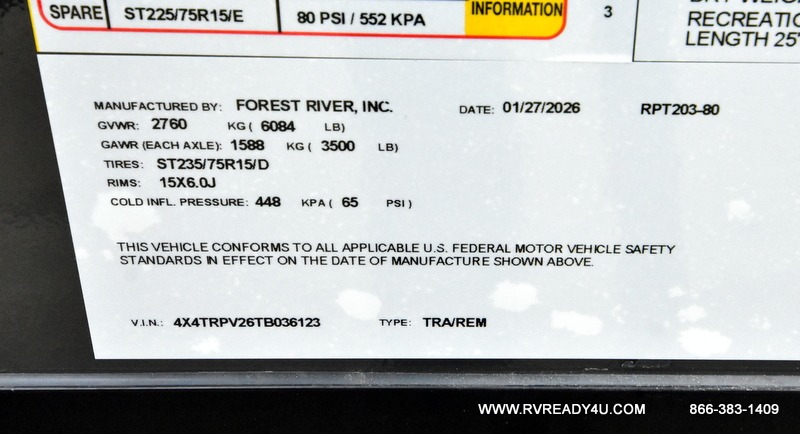 SPARE ST225/75R15/E 80 PSI / 552 KPA INFORMATION 3
RECREATIO
LENGTH 25'
MANUFACTURED BY: FOREST RIVER, INC. DATE: 01/27/2026 RPT203-80
GVWR: 2760 KG ( 6084 LB)
GAWR (EACH AXLE): 1588 KG ( 3500 LB)
TIRES: ST235/75R15/D
RIMS: 15X6.0J
COLD INFL. PRESSURE: 448 KPA ( 65 PSI )
THIS VEHICLE CONFORMS TO ALL APPLICABLE U.S. FEDERAL MOTOR VEHICLE SAFETY
STANDARDS IN EFFECT ON THE DATE OF MANUFACTURE SHOWN ABOVE.
V.I.N.: 4X4TRPV26TB036123 TYPE: TRA/REM
WWW.RVREADY4U.COM 866-383-1409